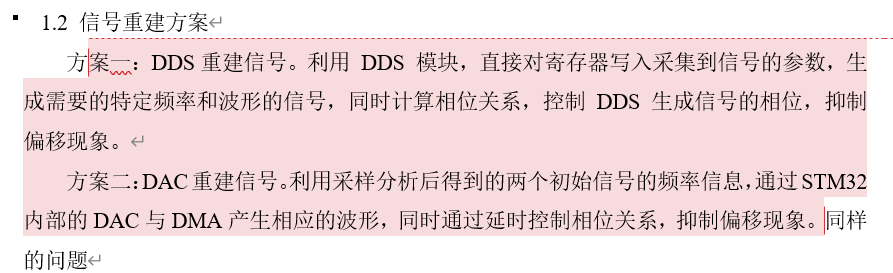 1.2 信号重建方案
方案一：DDS 重建信号。利用 DDS 模块，直接对寄存器写入采集到信号的参数，生
成需要的特定频率和波形的信号，同时计算相位关系，控制 DDS 生成信号的相位，抑制
偏移现象。
方案二：DAC 重建信号。利用采样分析后得到的两个初始信号的频率信息，通过 STM32
内部的 DAC 与 DMA 产生相应的波形，同时通过延时控制相位关系，抑制偏移现象。同样
的问题